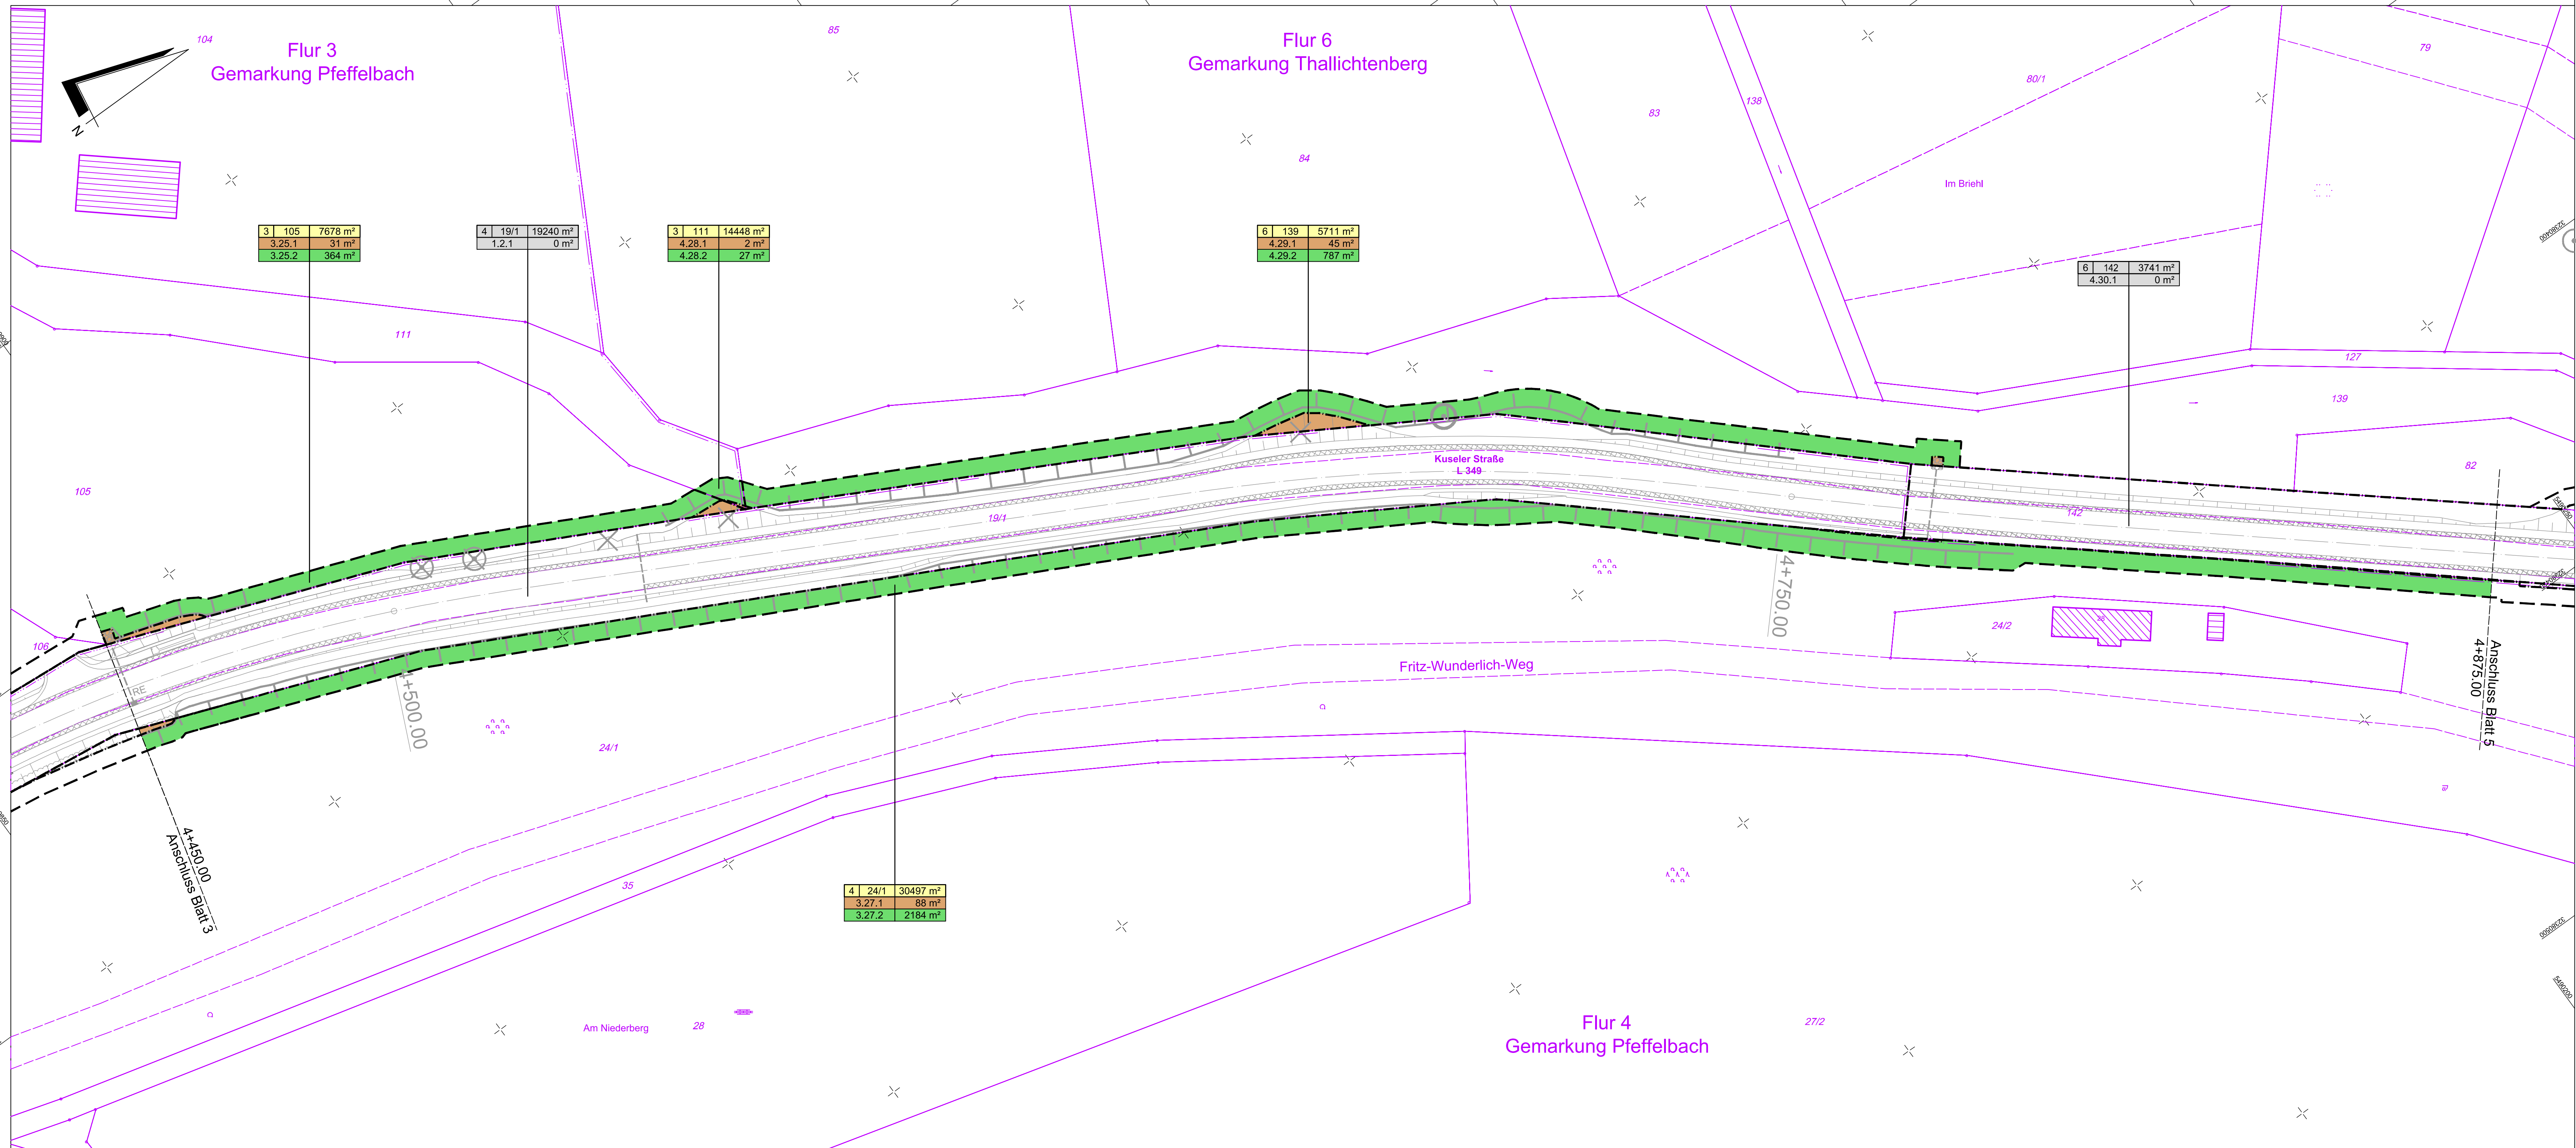 104
Flur 3
Gemarkung Pfeffelbach
85
Flur 6
Gemarkung Thallichtenberg
79
80/1
138
83
84
N
Im Briehl
3 105 7678 m²
3.25.1 31 m²
3.25.2 364 m²
4 19/1 19240 m²
1.2.1 0 m²
3 111 14448 m²
4.28.1 2 m²
4.28.2 27 m²
6 139 5711 m²
4.29.1 45 m²
4.29.2 787 m²
6 142 3741 m²
4.30.1 0 m²
3238400
111
127
139
Kuseler Straße
L 349
82
105
19/1
142
106
RE
4+500.00
4+750.00
24/2
26
Fritz-Wunderlich-Weg
Anschluss Blatt 5
4+875.00
24/1
4+450.00
Anschluss Blatt 3
35
4 24/1 30497 m²
3.27.1 88 m²
3.27.2 2184 m²
3238500
5490200
Am Niederberg
28
Flur 4
Gemarkung Pfeffelbach
27/2